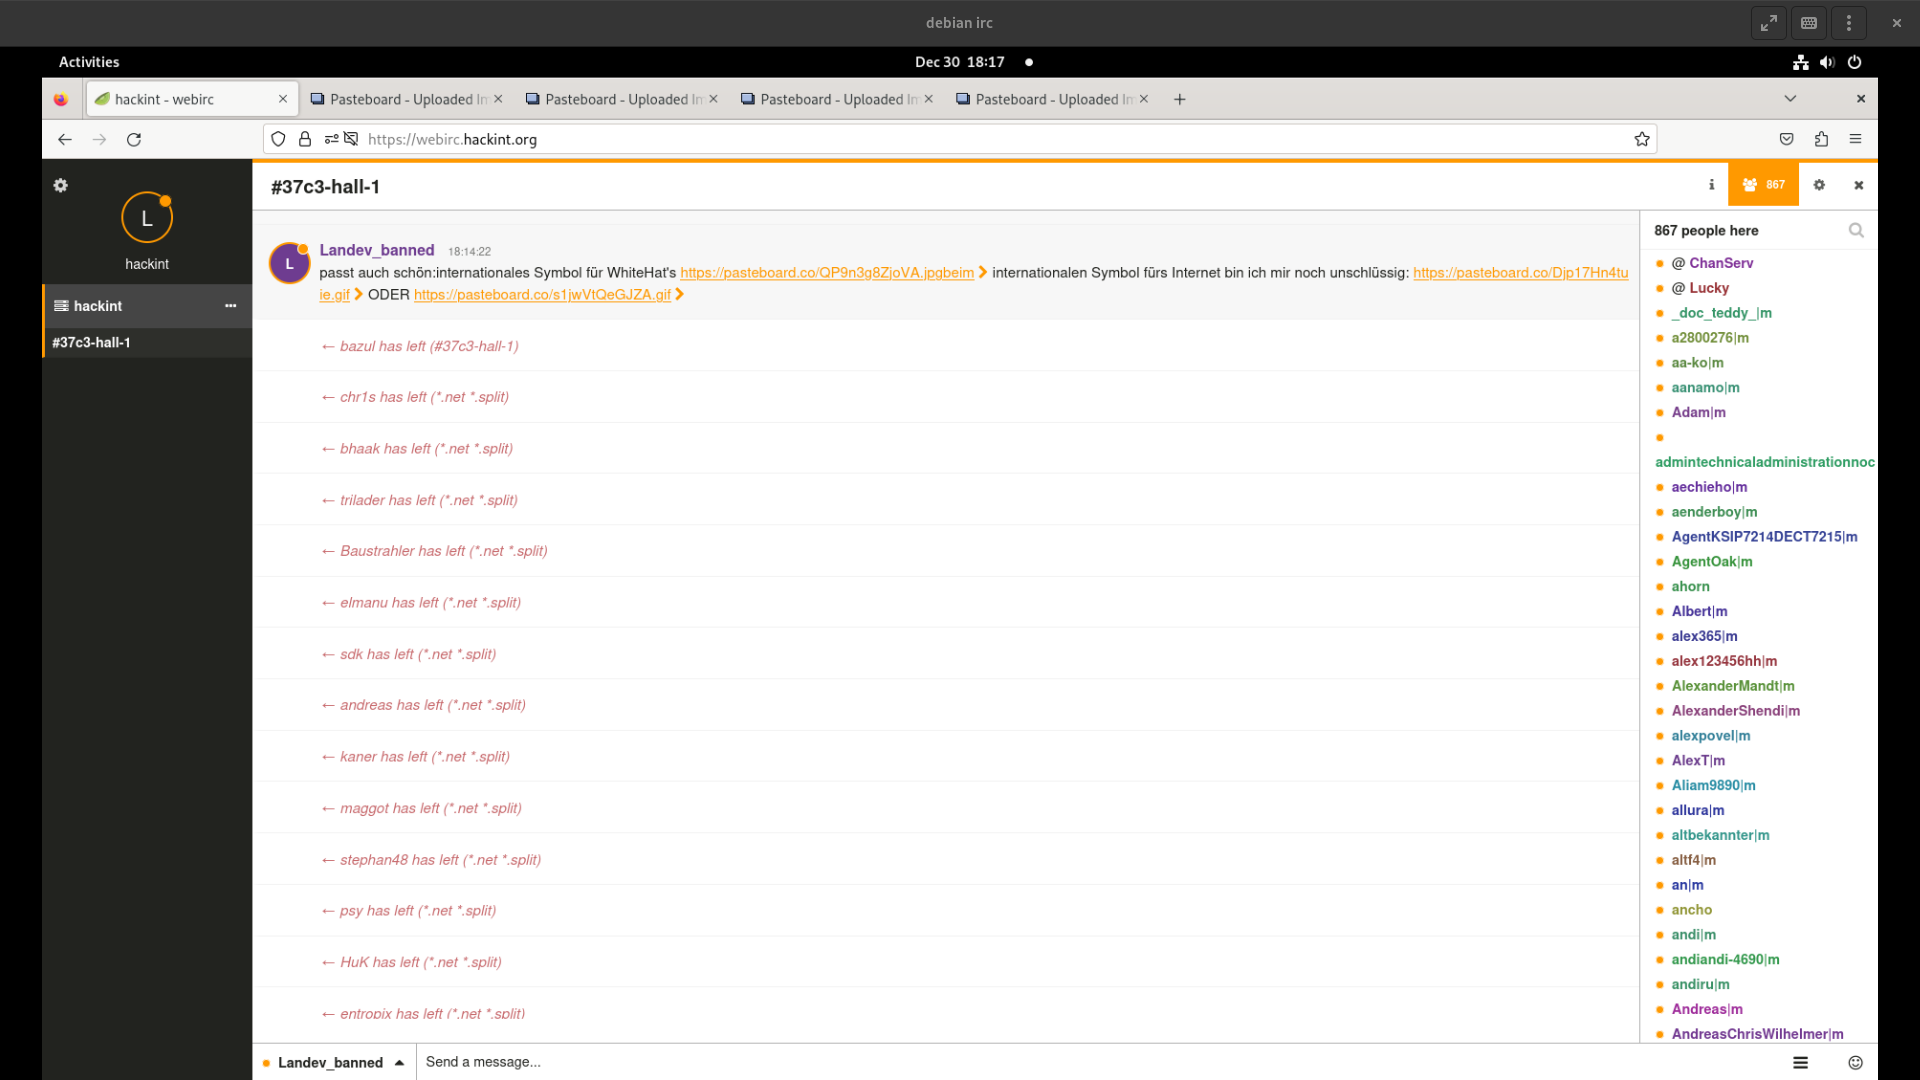 debian irc
Activities
Dec 30 18:17
hackint - webirc
Pasteboard - Uploaded Im
Pasteboard - Uploaded Im
Pasteboard - Uploaded Im
Pasteboard - Uploaded Im
https://webirc.hackint.org
L
hackint
hackint
#37c3-hall-1
#37c3-hall-1
867
L
Landev_banned 18:14:22
passt auch schön:internationales Symbol für WhiteHat's https://pasteboard.co/QP9n3g8ZjoVA.jpgbeim internationalen Symbol fürs Internet bin ich mir noch unschlüssig: https://pasteboard.co/Djp17Hn4tu
ie.gif ODER https://pasteboard.co/s1jwVtQeGJZA.gif
← bazul has left (#37c3-hall-1)
← chr1s has left (*.net *.split)
← bhaak has left (*.net *.split)
← trilader has left (*.net *.split)
← Baustrahler has left (*.net *.split)
← elmanu has left (*.net *.split)
← sdk has left (*.net *.split)
← andreas has left (*.net *.split)
← kaner has left (*.net *.split)
← maggot has left (*.net *.split)
← stephan48 has left (*.net *.split)
← psy has left (*.net *.split)
← HuK has left (*.net *.split)
← entropix has left (*.net *.split)
Landev_banned
Send a message...
867 people here
@ ChanServ
@ Lucky
_doc_teddy_|m
a2800276|m
aa-ko|m
aanamo|m
Adam|m
admintechnicaladministrationnoc
aechieho|m
aenderboy|m
AgentKSIP7214DECT7215|m
AgentOak|m
ahorn
Albert|m
alex365|m
alex123456hh|m
AlexanderMandt|m
AlexanderShendi|m
alexpovel|m
AlexT|m
Aliam9890|m
allura|m
altbekannter|m
altf4|m
an|m
ancho
andi|m
andiandi-4690|m
andiru|m
Andreas|m
AndreasChrisWilhelmer|m